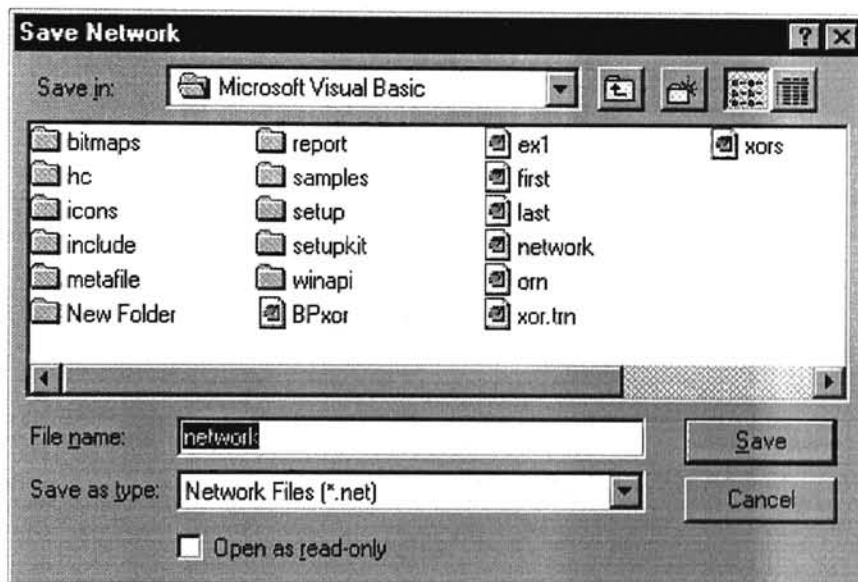 Save Network
Save in: Microsoft Visual Basic
bitmaps report ex1 xors
hc samples first
icons setup last
include setupkit network
metafile winapi orn
New Folder BPxor xor.trn
File name: network Save
Save as type: Network Files (*.net) Cancel
Open as read-only